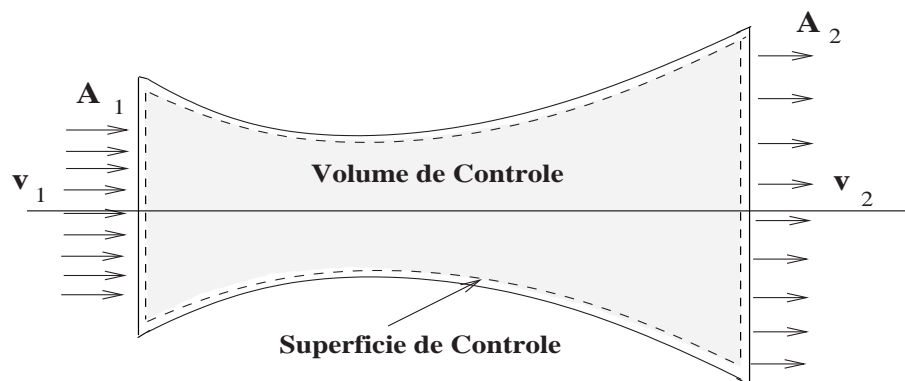 A 2
A 1
Volume de Controle
v 1
v 2
Superficie de Controle